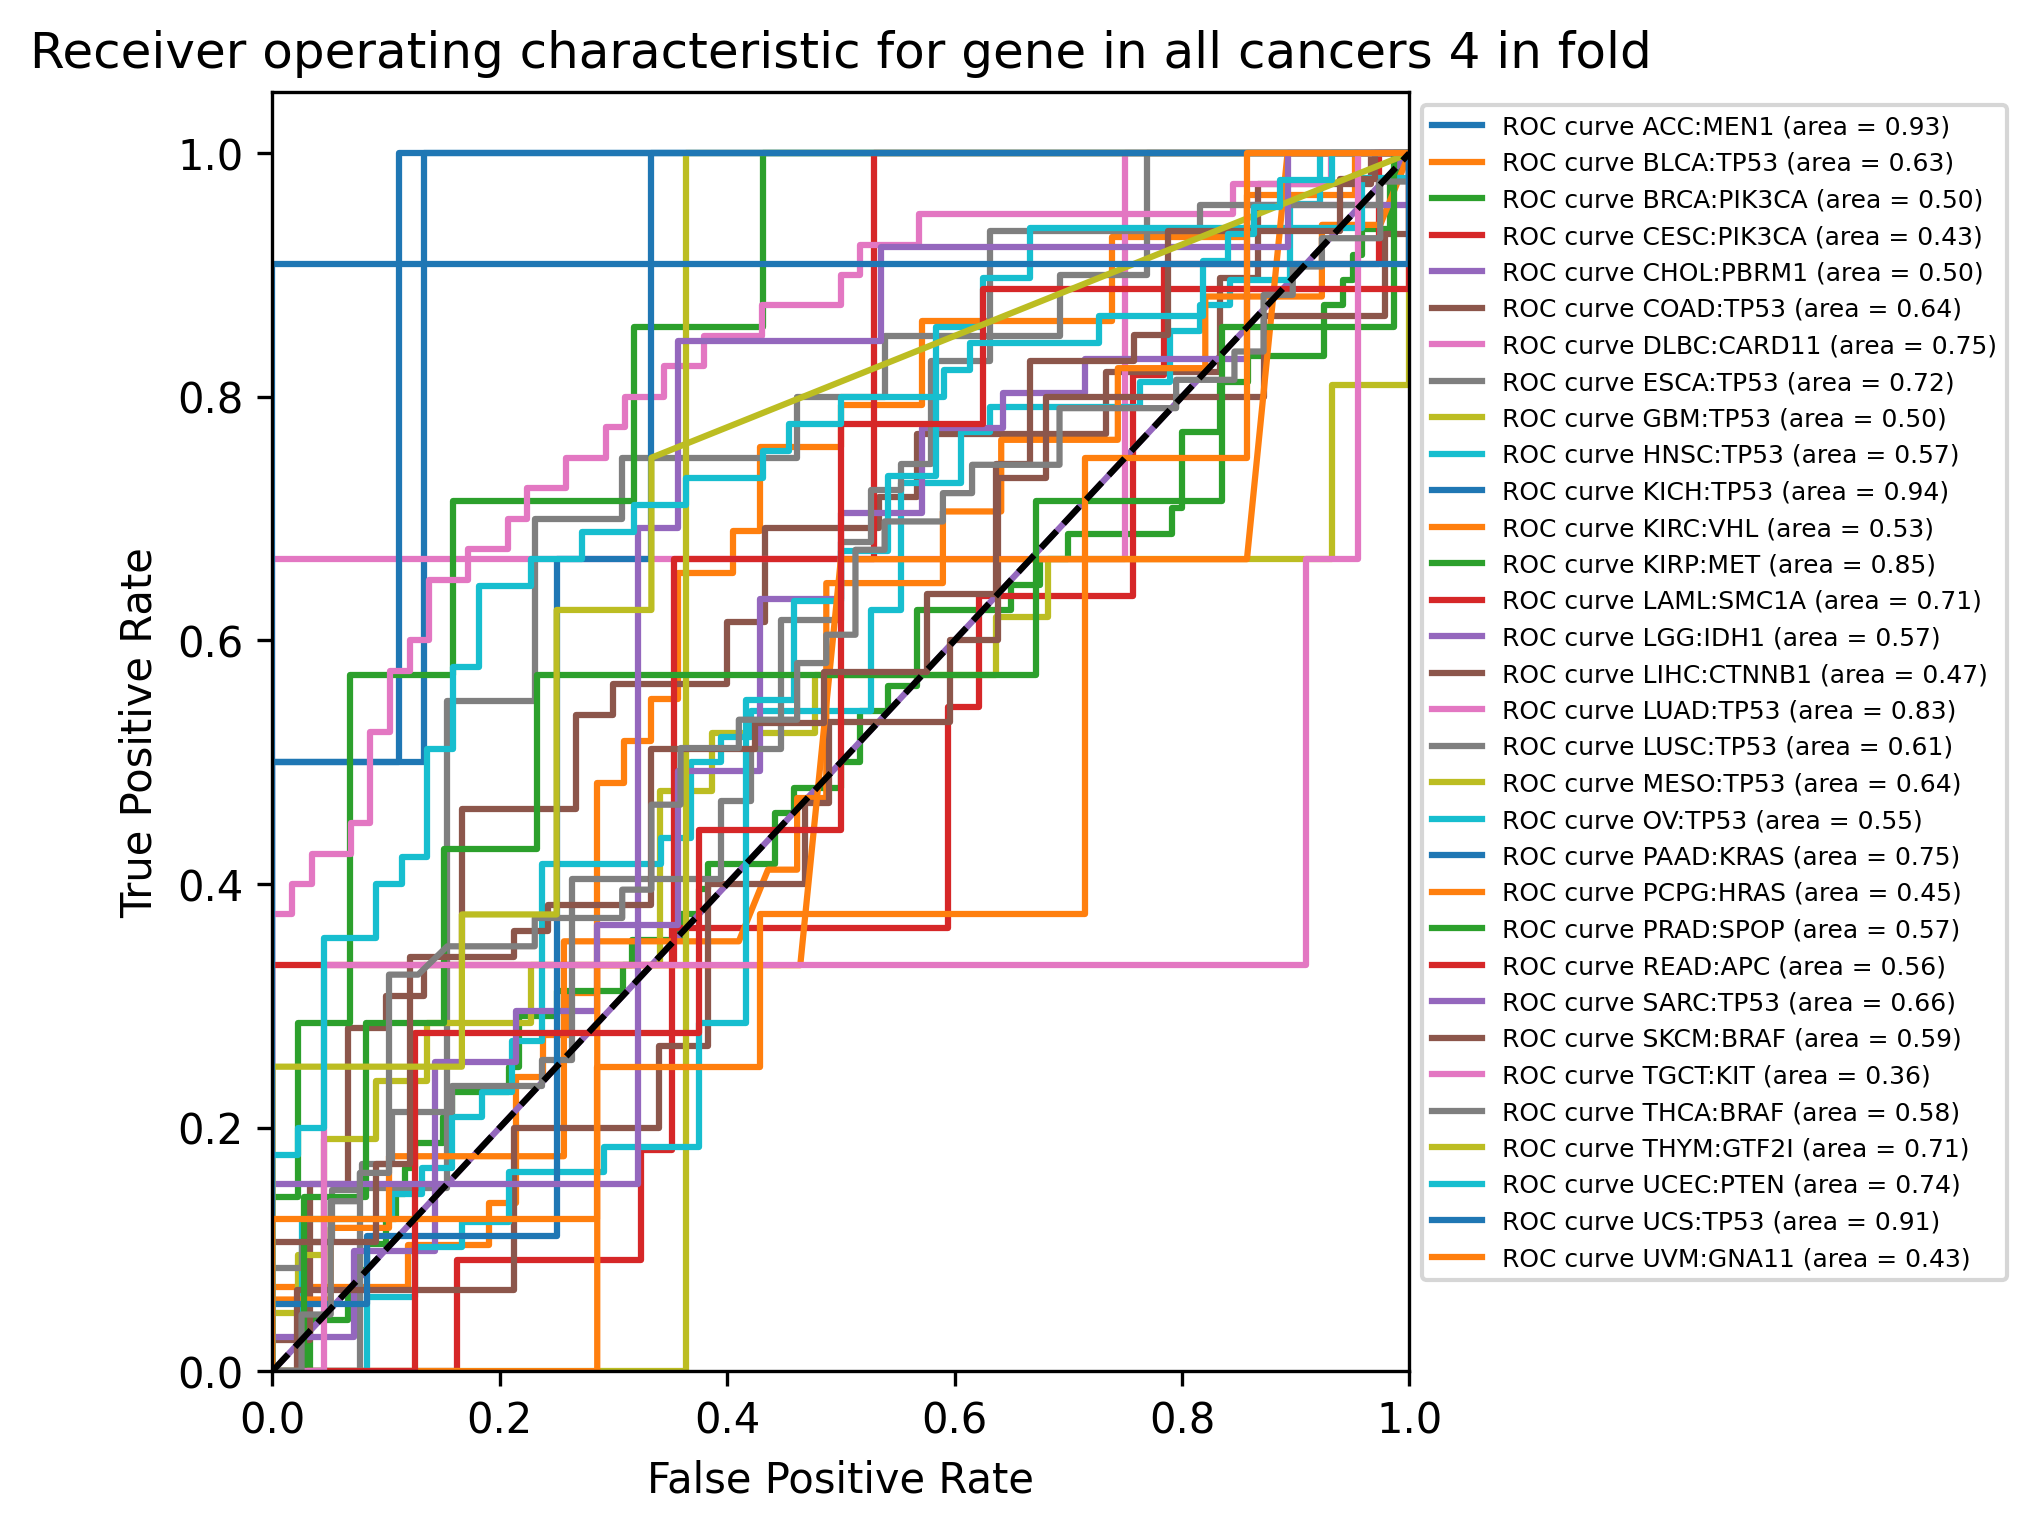 Receiver operating characteristic for gene in all cancers 4 in fold
1.0
0.8
0.6
0.4
0.2
0.0
True Positive Rate
0.0 0.2 0.4 0.6 0.8 1.0
False Positive Rate
ROC curve ACC:MEN1 (area = 0.93)
ROC curve BLCA:TP53 (area = 0.63)
ROC curve BRCA:PIK3CA (area = 0.50)
ROC curve CESC:PIK3CA (area = 0.43)
ROC curve CHOL:PBRM1 (area = 0.50)
ROC curve COAD:TP53 (area = 0.64)
ROC curve DLBC:CARD11 (area = 0.75)
ROC curve ESCA:TP53 (area = 0.72)
ROC curve GBM:TP53 (area = 0.50)
ROC curve HNSC:TP53 (area = 0.57)
ROC curve KICH:TP53 (area = 0.94)
ROC curve KIRC:VHL (area = 0.53)
ROC curve KIRP:MET (area = 0.85)
ROC curve LAML:SMC1A (area = 0.71)
ROC curve LGG:IDH1 (area = 0.57)
ROC curve LIHC:CTNNB1 (area = 0.47)
ROC curve LUAD:TP53 (area = 0.83)
ROC curve LUSC:TP53 (area = 0.61)
ROC curve MESO:TP53 (area = 0.64)
ROC curve OV:TP53 (area = 0.55)
ROC curve PAAD:KRAS (area = 0.75)
ROC curve PCPG:HRAS (area = 0.45)
ROC curve PRAD:SPOP (area = 0.57)
ROC curve READ:APC (area = 0.56)
ROC curve SARC:TP53 (area = 0.66)
ROC curve SKCM:BRAF (area = 0.59)
ROC curve TGCT:KIT (area = 0.36)
ROC curve THCA:BRAF (area = 0.58)
ROC curve THYM:GTF2I (area = 0.71)
ROC curve UCEC:PTEN (area = 0.74)
ROC curve UCS:TP53 (area = 0.91)
ROC curve UVM:GNA11 (area = 0.43)